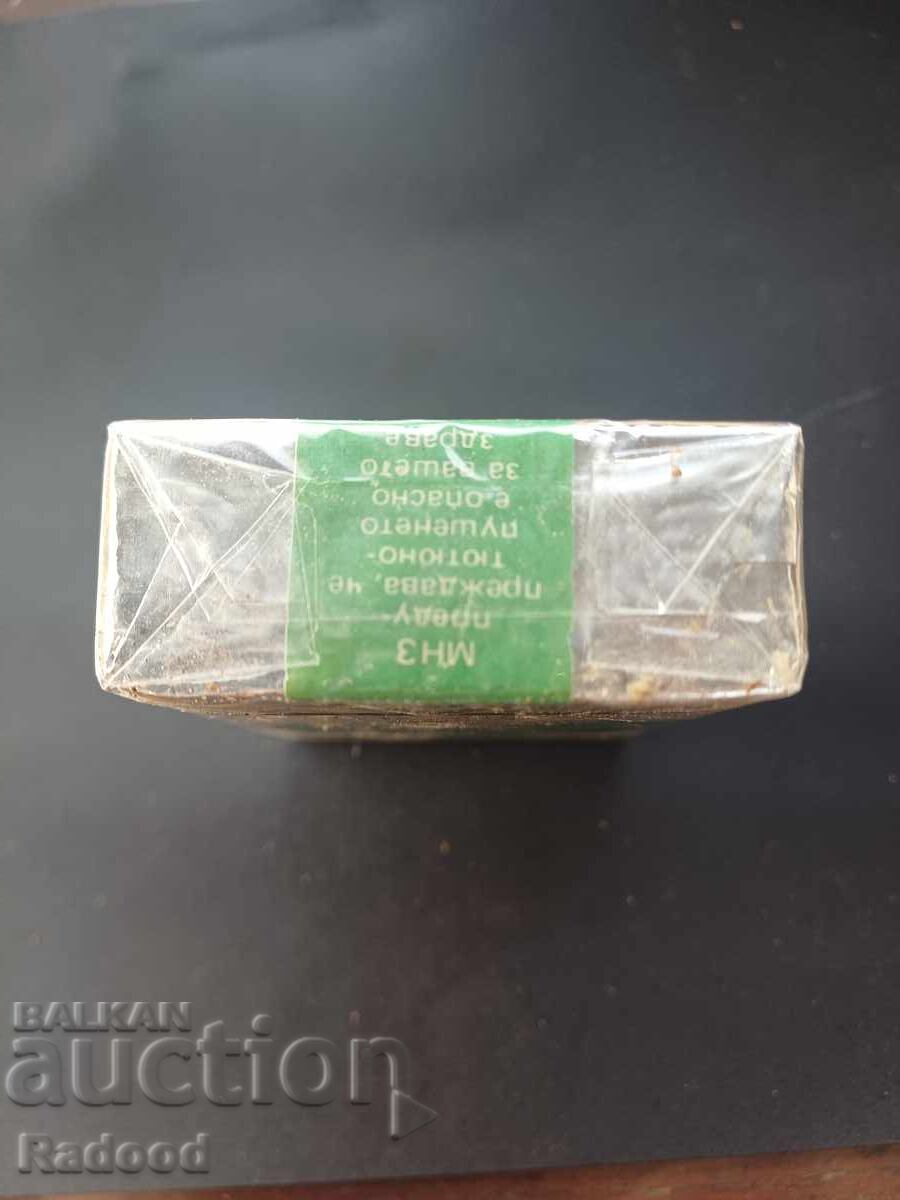 МНЗ
преду-
преждава, че
тютюно-
пушенето
е опасно
за вашето
здраве
BALKAN
auction
Radood